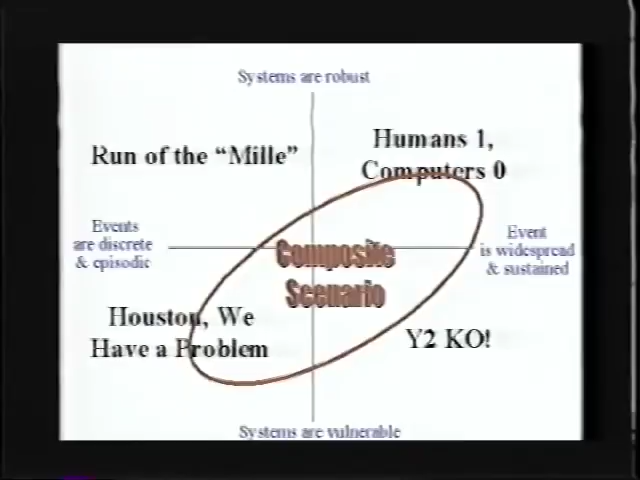 Systems are robust
Run of the “Mille”
Humans 1,
Computers 0
Events
are discrete
& episodic
Composite
Scenario
Event
is widespread
& sustained
Houston, We
Have a Problem
Y2 KO!
Systems are vulnerable